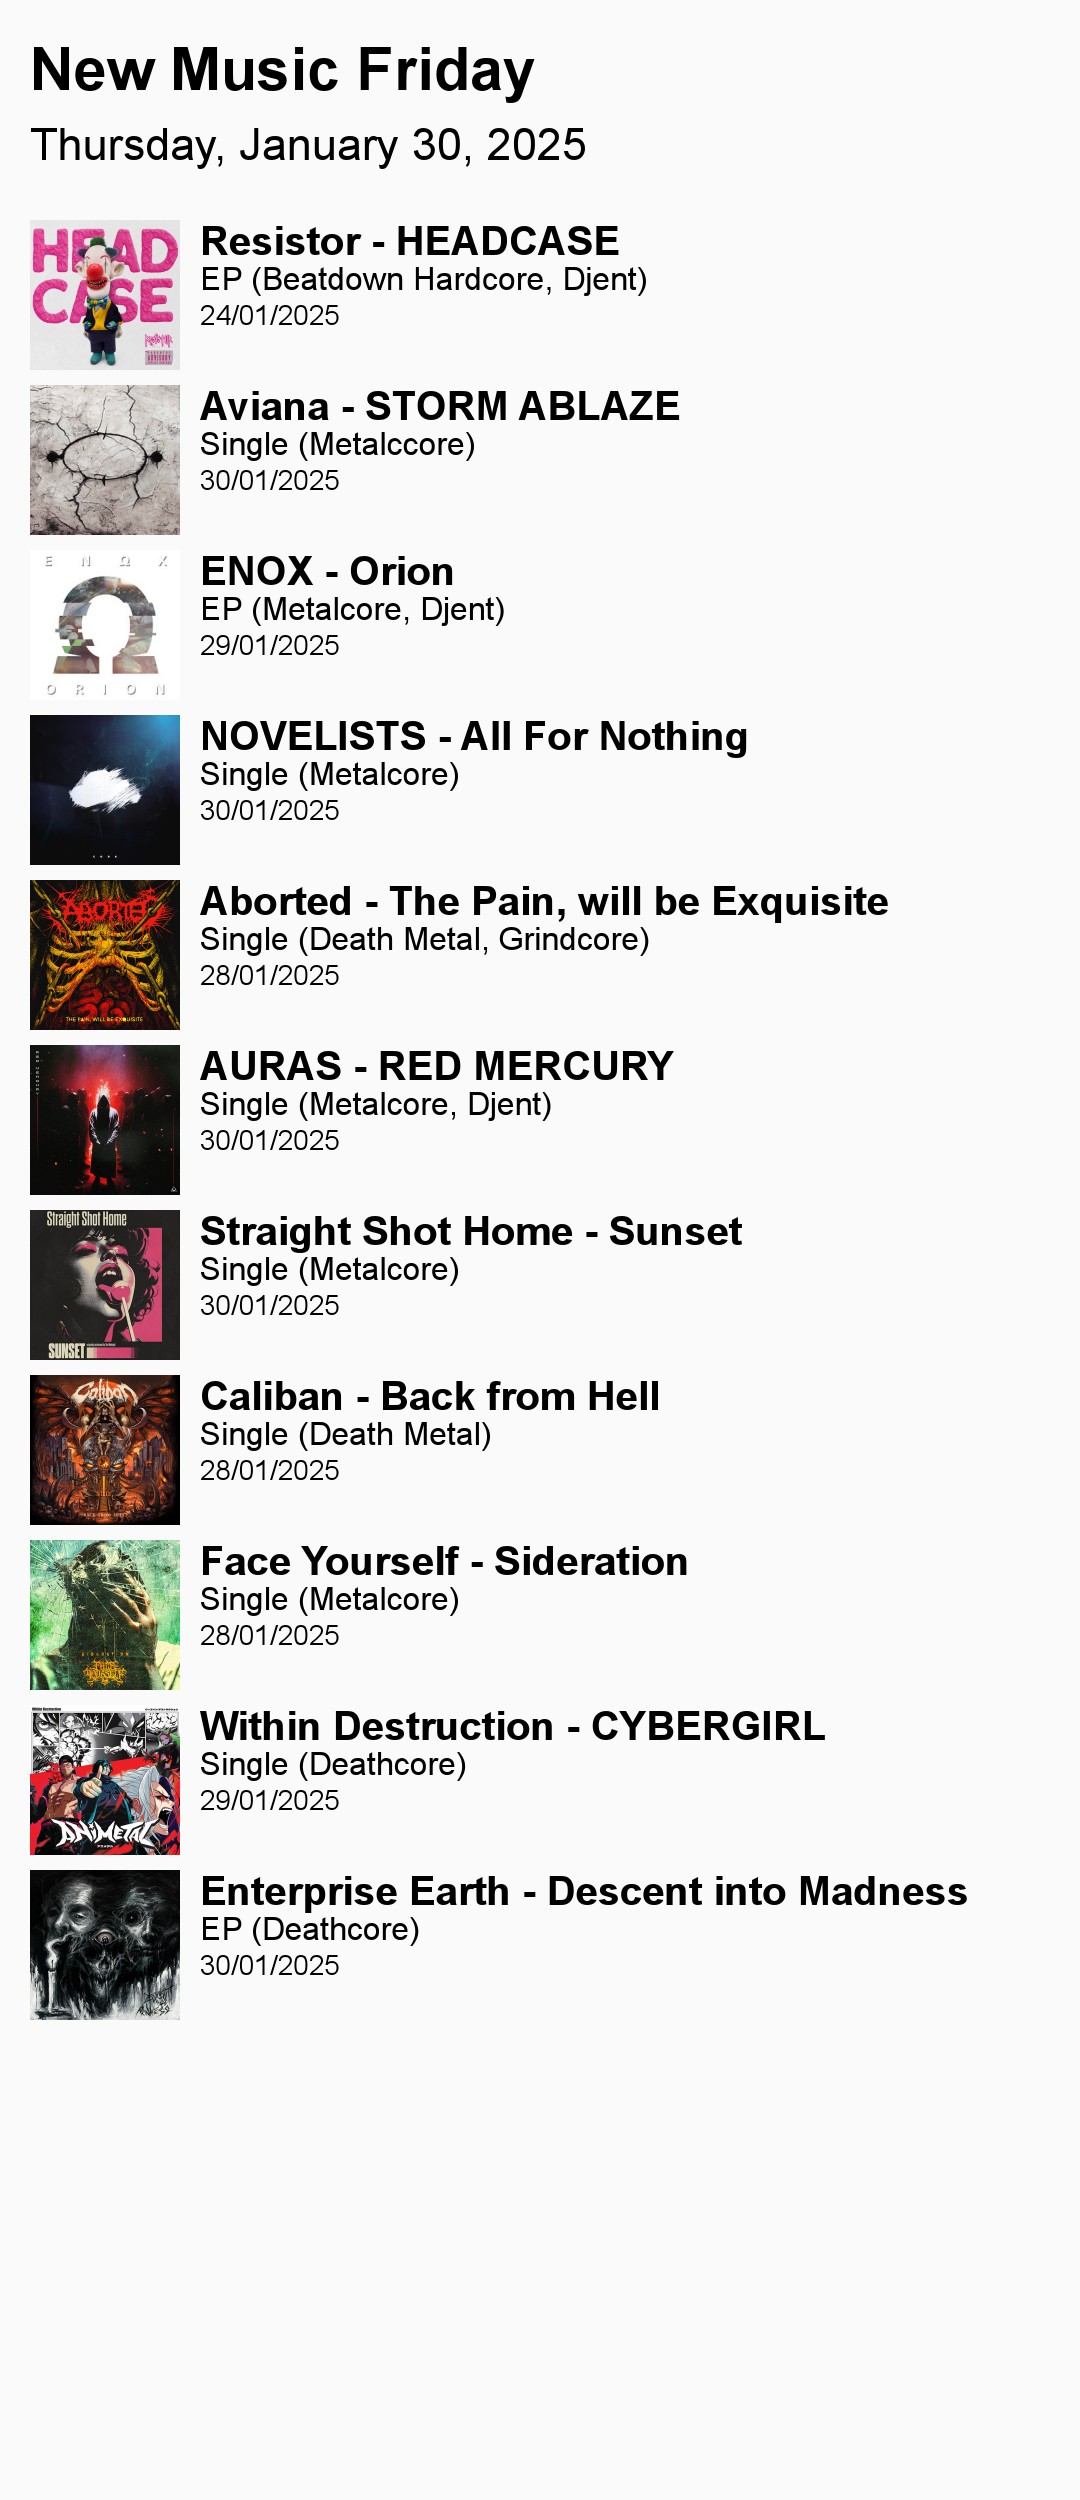 New Music Friday
Thursday, January 30, 2025
HEAD
CASE
Resistor - HEADCASE
EP (Beatdown Hardcore, Djent)
24/01/2025
Aviana - STORM ABLAZE
Single (Metalccore)
30/01/2025
E N Ω X
O R I O N
ENOX - Orion
EP (Metalcore, Djent)
29/01/2025
NOVELISTS - All For Nothing
Single (Metalcore)
30/01/2025
ABORTED
THE PAIN, WILL BE EXQUISITE
Aborted - The Pain, will be Exquisite
Single (Death Metal, Grindcore)
28/01/2025
AURAS - RED MERCURY
Single (Metalcore, Djent)
30/01/2025
Straight Shot Home
SUNSET
Straight Shot Home - Sunset
Single (Metalcore)
30/01/2025
Caliban
BACK FROM HELL
Caliban - Back from Hell
Single (Death Metal)
28/01/2025
SIDERATION
Face Yourself - Sideration
Single (Metalcore)
28/01/2025
Within Destruction
ANIMETAL
Within Destruction - CYBERGIRL
Single (Deathcore)
29/01/2025
Enterprise Earth - Descent into Madness
EP (Deathcore)
30/01/2025